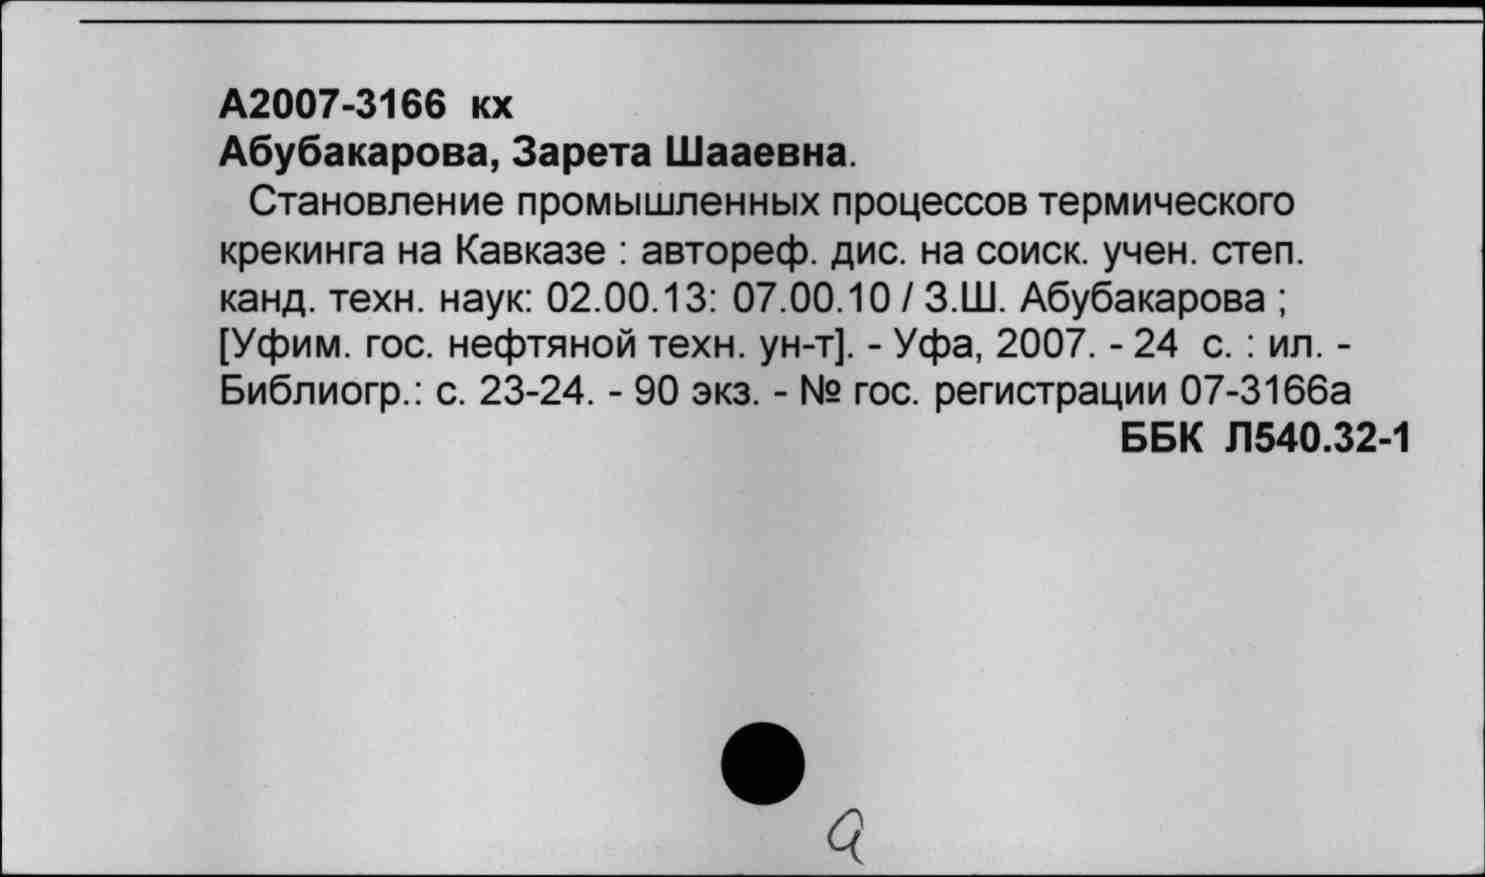 А2007-3166 кх
Абубакарова, Зарета Шааевна.
Становление промышленных процессов термического
крекинга на Кавказе : автореф. дис. на соиск. учен. степ.
канд. техн. наук: 02.00.13: 07.00.10 / З.Ш. Абубакарова ;
[Уфим. гос. нефтяной техн. ун-т]. - Уфа, 2007. - 24 с. : ил. -
Библиогр.: с. 23-24. - 90 экз. - № гос. регистрации 07-3166а
ББК Л540.32-1